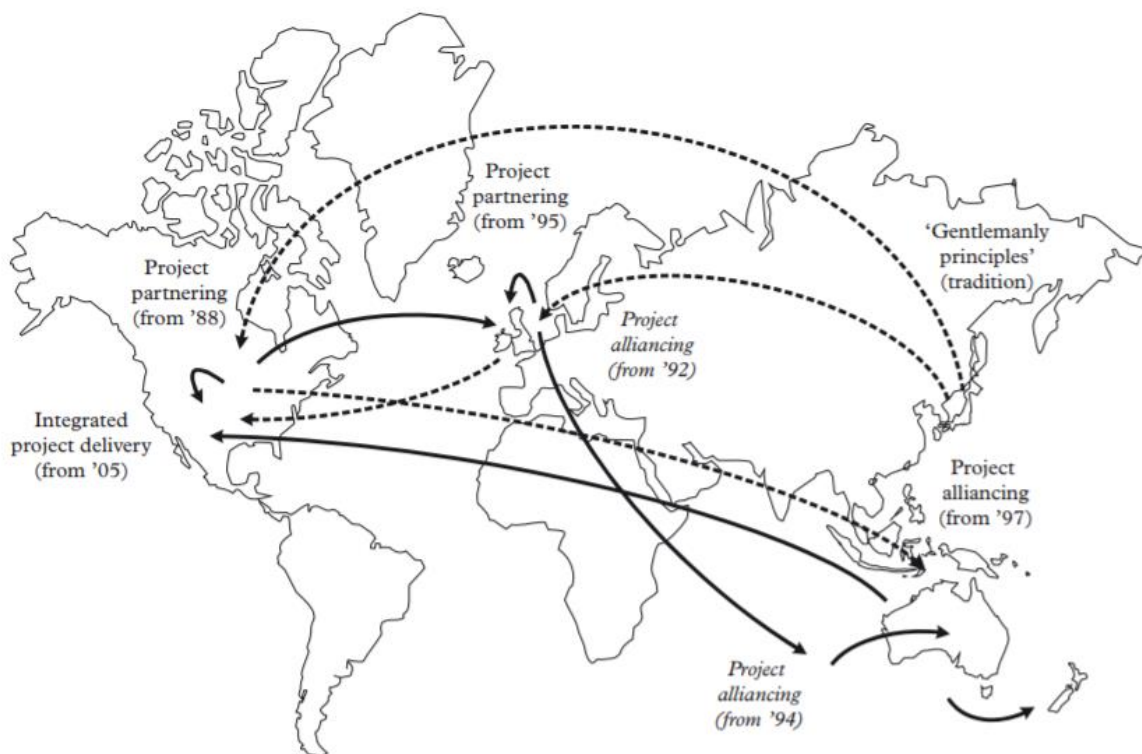 Project
partnering
(from ’95)
‘Gentlemanly
principles’
(tradition)
Project
partnering
(from ’88)
Project
alliancing
(from ’92)
Integrated
project delivery
(from ’05)
Project
alliancing
(from ’97)
Project
alliancing
(from ’94)